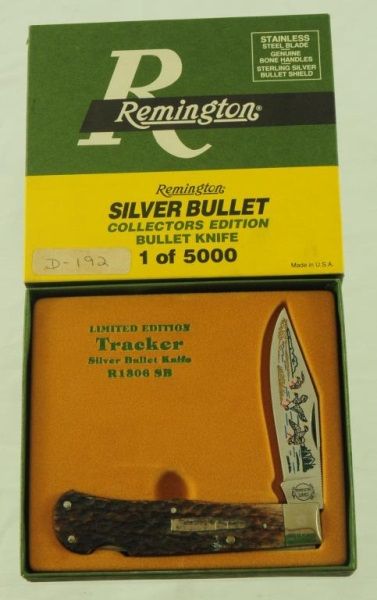 STAINLESS
STEEL BLADE
GENUINE
BONE HANDLES
STERLING SILVER
BULLET SHIELD
R
Remington®
Remington®
SILVER BULLET
COLLECTORS EDITION
BULLET KNIFE
1 of 5000
D-192
Made in U.S.A.
LIMITED EDITION
Tracker
Silver Bullet Knife
R1306 SB